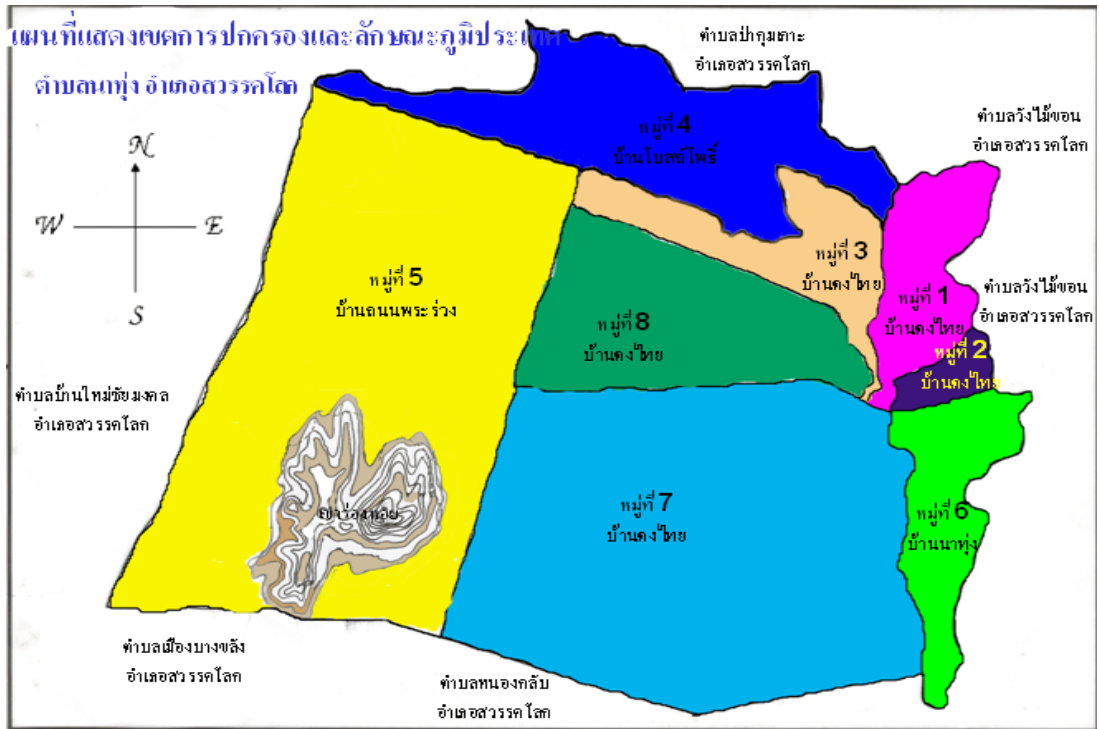 แผนที่แสดงเขตการปกครองและลักษณะภูมิประเทศ
ตำบลนาทุ่ง อำเภอสวรรคโลก
ตำบลป่ากุมเกาะ
อำเภอสวรรคโลก
ตำบลวังไม้ขอน
อำเภอสวรรคโลก
หมู่ที่ 4
บ้านโบสถ์โพธิ์
N
W
E
S
หมู่ที่ 3
บ้านดงไทย
หมู่ที่ 5
บ้านถนนพระร่วง
หมู่ที่ 1
บ้านดงไทย
ตำบลวังไม้ขอน
อำเภอสวรรคโลก
หมู่ที่ 8
บ้านดงไทย
หมู่ที่ 2
บ้านดงไทย
ตำบลบ้านใหม่ชัยมงคล
อำเภอสวรรคโลก
หมู่ที่ 7
บ้านดงไทย
หมู่ที่ 6
บ้านนาทุ่ง
ตำบลเมืองบางขลัง
อำเภอสวรรคโลก
ตำบลหนองกลับ
อำเภอสวรรคโลก